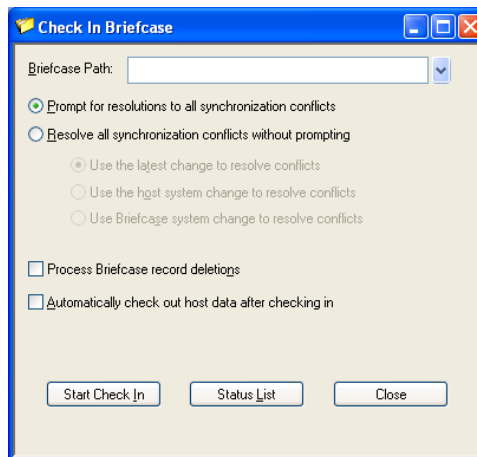 Check In Briefcase
Briefcase Path:
Prompt for resolutions to all synchronization conflicts
Resolve all synchronization conflicts without prompting
Use the latest change to resolve conflicts
Use the host system change to resolve conflicts
Use Briefcase system change to resolve conflicts
Process Briefcase record deletions
Automatically check out host data after checking in
Start Check In Status List Close